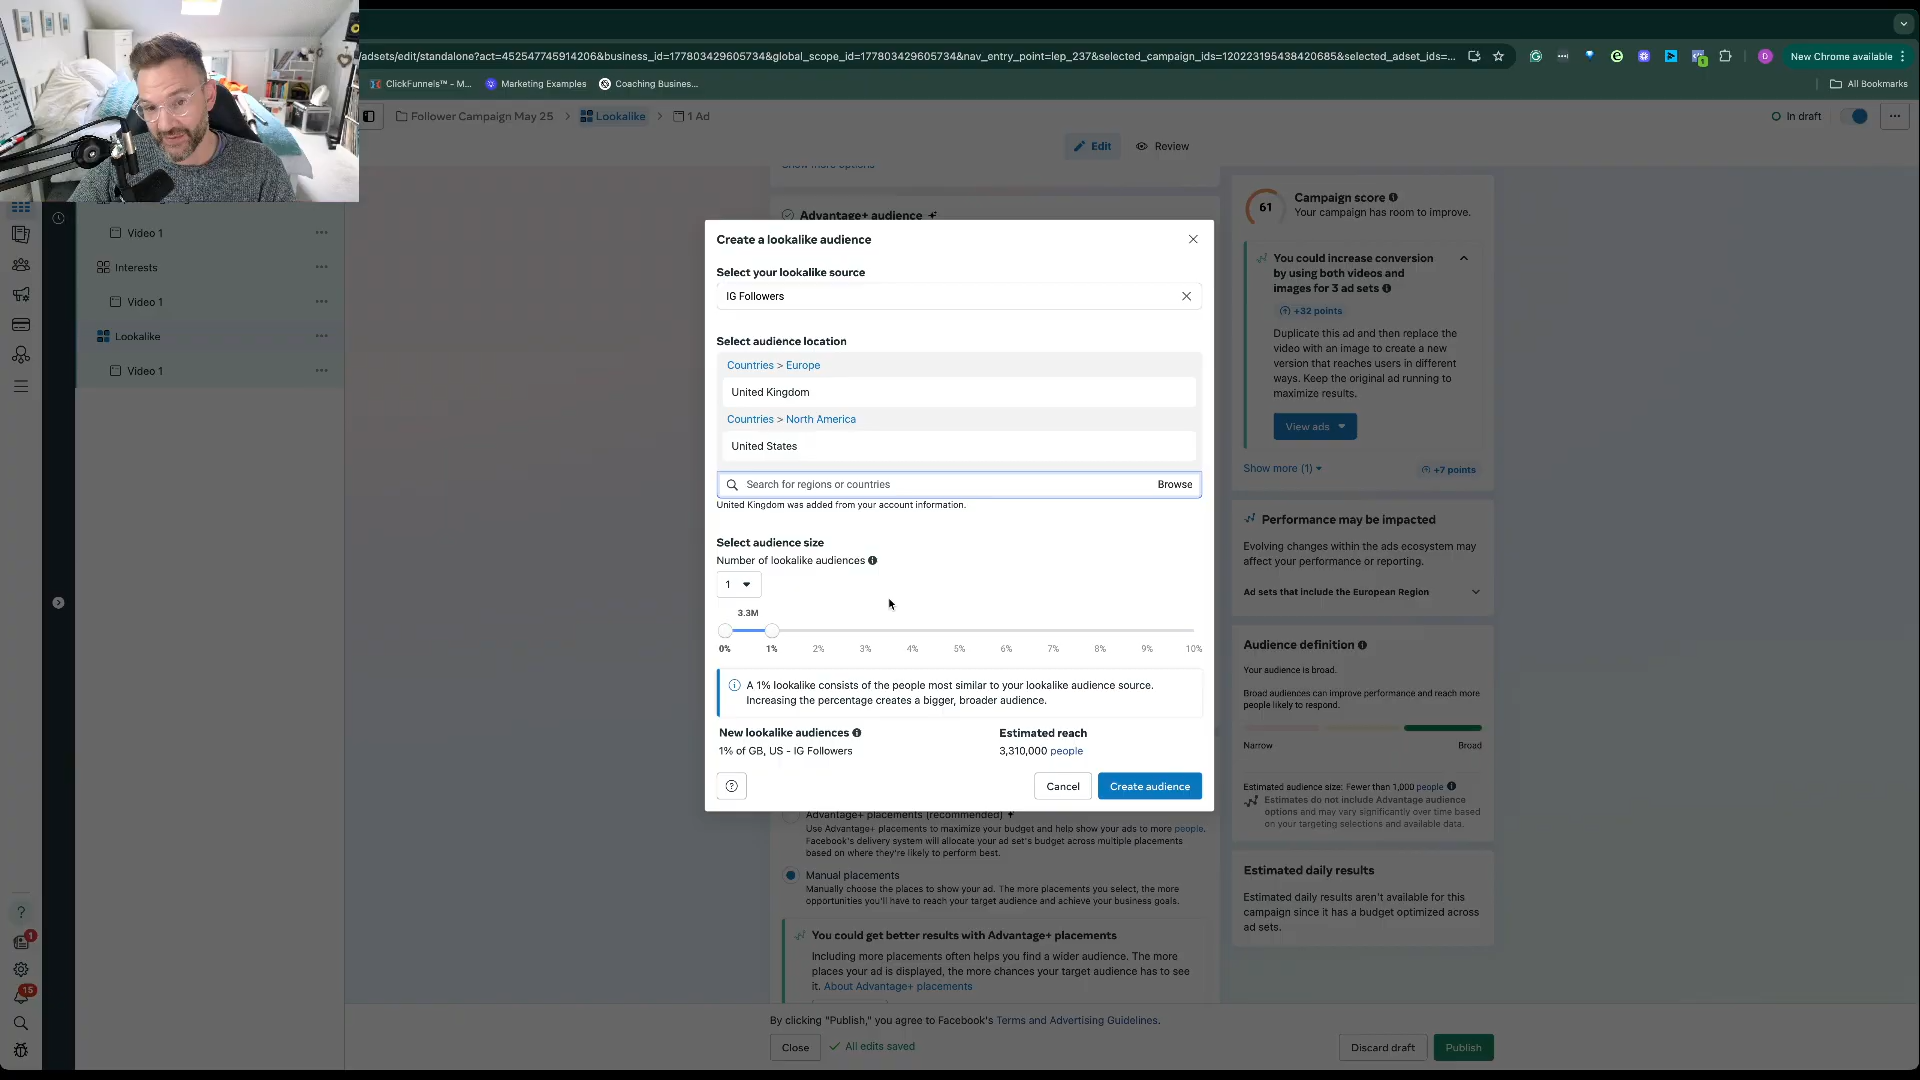 /adsets/edit/standalone?act=452547745914206&business_id=177803429605734&global_scope_id=177803429605734&nav_entry_point=lep_237&selected_campaign_ids=120223195438420685&selected_adset_ids=...
New Chrome available
ClickFunnels™ - M...
Marketing Examples
Coaching Busines...
All Bookmarks
Follower Campaign May 25
Lookalike
1 Ad
In draft
Edit
Review
Show more options
Advantage+ audience
Video 1
Interests
Video 1
Lookalike
Video 1
Create a lookalike audience
Select your lookalike source
IG Followers
Select audience location
Countries > Europe
United Kingdom
Countries > North America
United States
Search for regions or countries
Browse
United Kingdom was added from your account information.
Select audience size
Number of lookalike audiences
1
3.3M
0% 1% 2% 3% 4% 5% 6% 7% 8% 9% 10%
A 1% lookalike consists of the people most similar to your lookalike audience source.
Increasing the percentage creates a bigger, broader audience.
New lookalike audiences
Estimated reach
1% of GB, US - IG Followers
3,310,000 people
Cancel
Create audience
Advantage+ placements (recommended)
Use Advantage+ placements to maximize your budget and help show your ads to more people.
Facebook's delivery system will allocate your ad set's budget across multiple placements
based on where they're likely to perform best.
Manual placements
Manually choose the places to show your ad. The more placements you select, the more
opportunities you'll have to reach your target audience and achieve your business goals.
You could get better results with Advantage+ placements
Including more placements often helps you find a wider audience. The more
places your ad is displayed, the more chances your target audience has to see
it. About Advantage+ placements
By clicking "Publish," you agree to Facebook's Terms and Advertising Guidelines.
Close
All edits saved
Discard draft
Publish
61
Campaign score
Your campaign has room to improve.
You could increase conversion
by using both videos and
images for 3 ad sets
+32 points
Duplicate this ad and then replace the
video with an image to create a new
version that reaches users in different
ways. Keep the original ad running to
maximize results.
View ads
Show more (1)
+7 points
Performance may be impacted
Evolving changes within the ads ecosystem may
affect your performance or reporting.
Ad sets that include the European Region
Audience definition
Your audience is broad.
Broad audiences can improve performance and reach more
people likely to respond.
Narrow
Broad
Estimated audience size: Fewer than 1,000 people
Estimates do not include Advantage audience
options and may vary significantly over time based
on your targeting selections and available data.
Estimated daily results
Estimated daily results aren't available for this
campaign since it has a budget optimized across
ad sets.
1
15